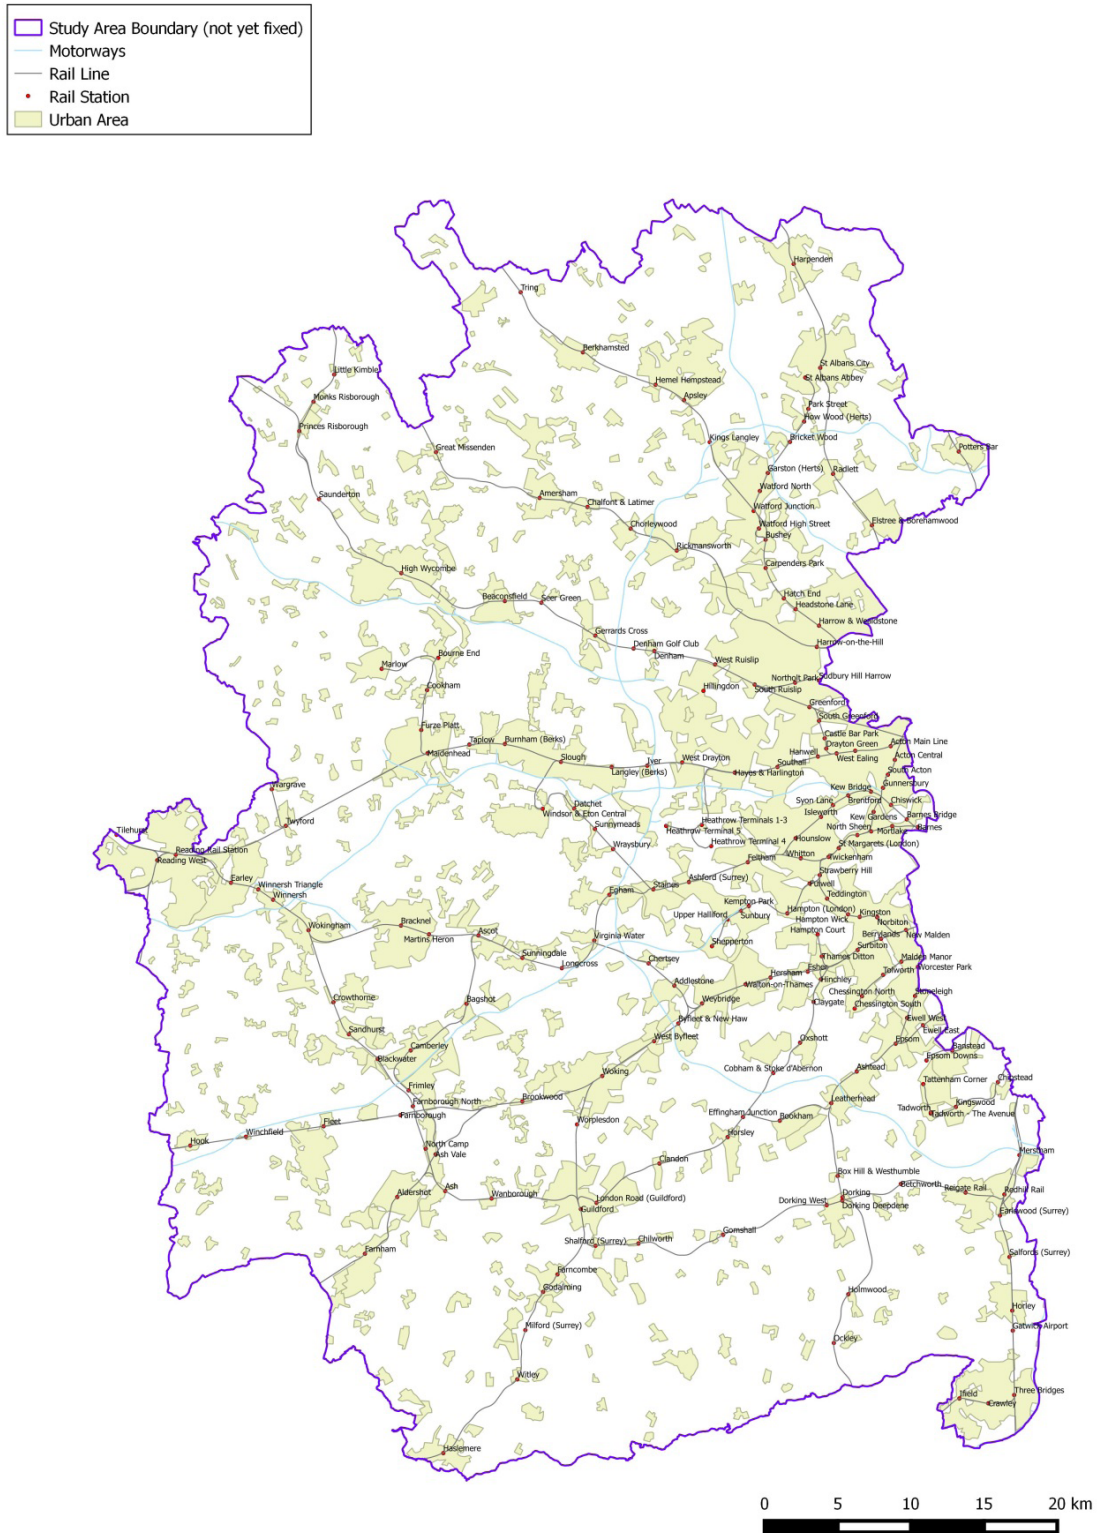 Study Area Boundary (not yet fixed)
Motorways
Rail Line
Rail Station
Urban Area
Harpenden
Tring
Berkhamsted
St Albans City
Little Kimble
St Albans Abbey
Hemel Hempstead
Apsley
Monks Risborough
Park Street
How Wood (Herts)
Princes Risborough
Kings Langley
Bricket Wood
Great Missenden
Potters Bar
Garston (Herts)
Radlett
Watford North
Saunderton
Amersham
Chalfont & Latimer
Watford Junction
Elstree & Borehamwood
Chorleywood
Watford High Street
Bushey
Rickmansworth
Carpenders Park
High Wycombe
Hatch End
Beaconsfield
Seer Green
Headstone Lane
Harrow & Wealdstone
Gerrards Cross
Denham Golf Club
Harrow-on-the-Hill
Bourne End
Denham
West Ruislip
Marlow
Northolt Park
Sudbury Hill Harrow
Cookham
Hillingdon
South Ruislip
Greenford
Furze Platt
South Greenford
Castle Bar Park
Taplow
Burnham (Berks)
Drayton Green
Acton Main Line
Maidenhead
Hanwell
Slough
Iver
West Drayton
Southall
West Ealing
Acton Central
Langley (Berks)
Hayes & Harlington
South Acton
Wargrave
Kew Bridge
Gunnersbury
Datchet
Syon Lane
Brentford
Chiswick
Windsor & Eton Central
Isleworth
Kew Gardens
Barnes Bridge
Twyford
Sunnymeads
Heathrow Terminals 1-3
North Sheen
Mortlake
Barnes
Tilehurst
Heathrow Terminal 5
Hounslow
Wraysbury
Heathrow Terminal 4
St Margarets (London)
Reading Rail Station
Reading West
Feltham
Whitton
Twickenham
Strawberry Hill
Earley
Ashford (Surrey)
Fulwell
Winnersh Triangle
Egham
Staines
Teddington
Winnersh
Kempton Park
Upper Halliford
Sunbury
Hampton (London)
Kingston
Hampton Wick
Norbiton
Bracknel
Wokingham
Hampton Court
Martins Heron
Ascot
Virginia Water
Shepperton
Berrylands
New Malden
Surbiton
Sunningdale
Chertsey
Thames Ditton
Malden Manor
Longcross
Esher
Worcester Park
Hersham
Tolworth
Addlestone
Walton-on-Thames
Hinchley
Crowthorne
Bagshot
Weybridge
Claygate
Chessington North
Stoneleigh
Chessington South
Byfleet & New Haw
Ewell West
Sandhurst
Ewell East
West Byfleet
Oxshott
Epsom
Banstead
Camberley
Blackwater
Epsom Downs
Cobham & Stoke d'Abernon
Ashtead
Woking
Tattenham Corner
Chipstead
Frimley
Farnborough North
Brookwood
Leatherhead
Kingswood
Farnborough
Effingham Junction
Bookham
Tadworth
Tadworth - The Avenue
Fleet
Worplesdon
Winchfield
Hook
Horsley
North Camp
Ash Vale
Merstham
Clandon
Box Hill & Westhumble
Ash
Betchworth
Aldershot
Wanborough
Reigate Rail
Redhill Rail
London Road (Guildford)
Dorking
Guildford
Dorking West
Dorking Deepdene
Earlswood (Surrey)
Gomshall
Shalford (Surrey)
Chilworth
Farnham
Salfords (Surrey)
Farncombe
Godalming
Holmwood
Horley
Milford (Surrey)
Gatwick Airport
Ockley
Witley
Ifield
Three Bridges
Crawley
Haslemere
0 5 10 15 20 km